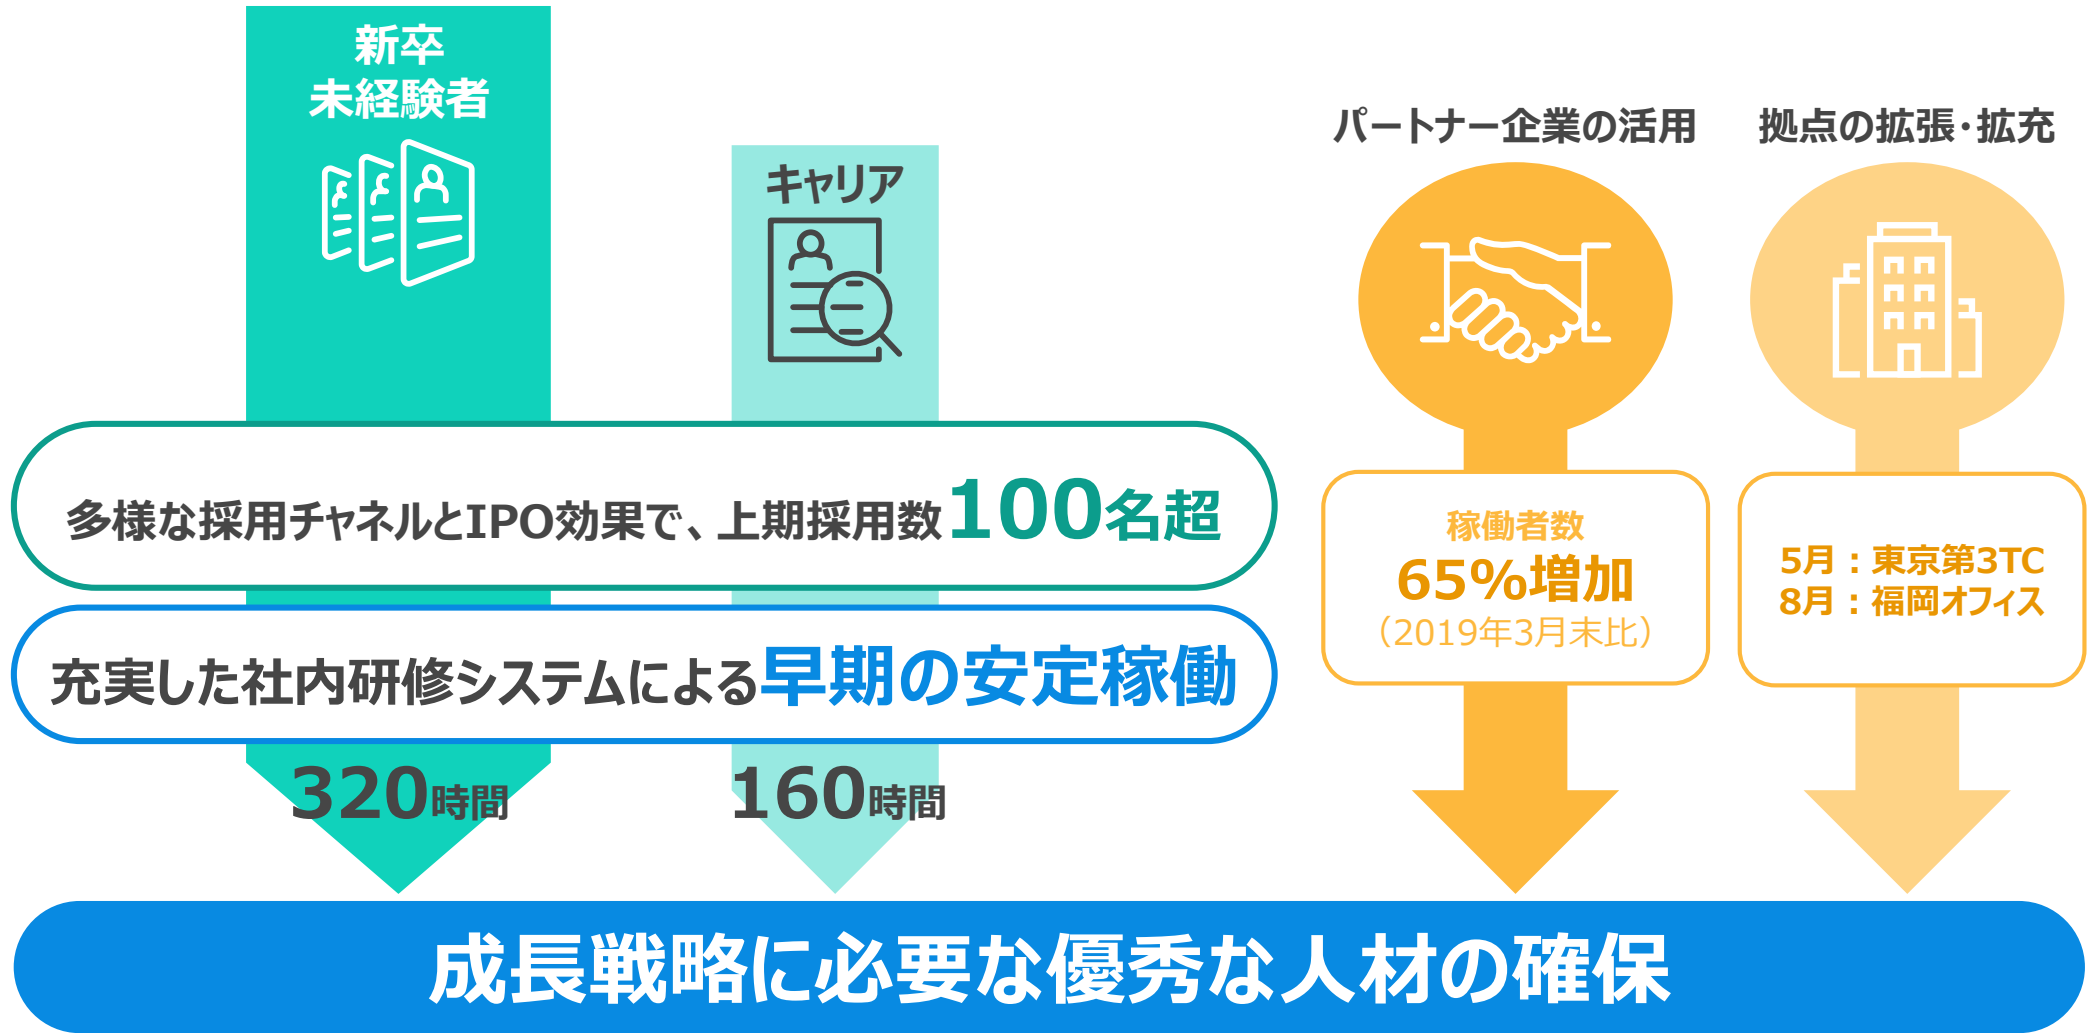 新卒
未経験者
キャリア
多様な採用チャネルとIPO効果で、上期採用数100名超
充実した社内研修システムによる早期の安定稼働
320時間
160時間
パートナー企業の活用
稼働者数
65%増加
（2019年3月末比）
拠点の拡張・拡充
5月：東京第3TC
8月：福岡オフィス
成長戦略に必要な優秀な人材の確保